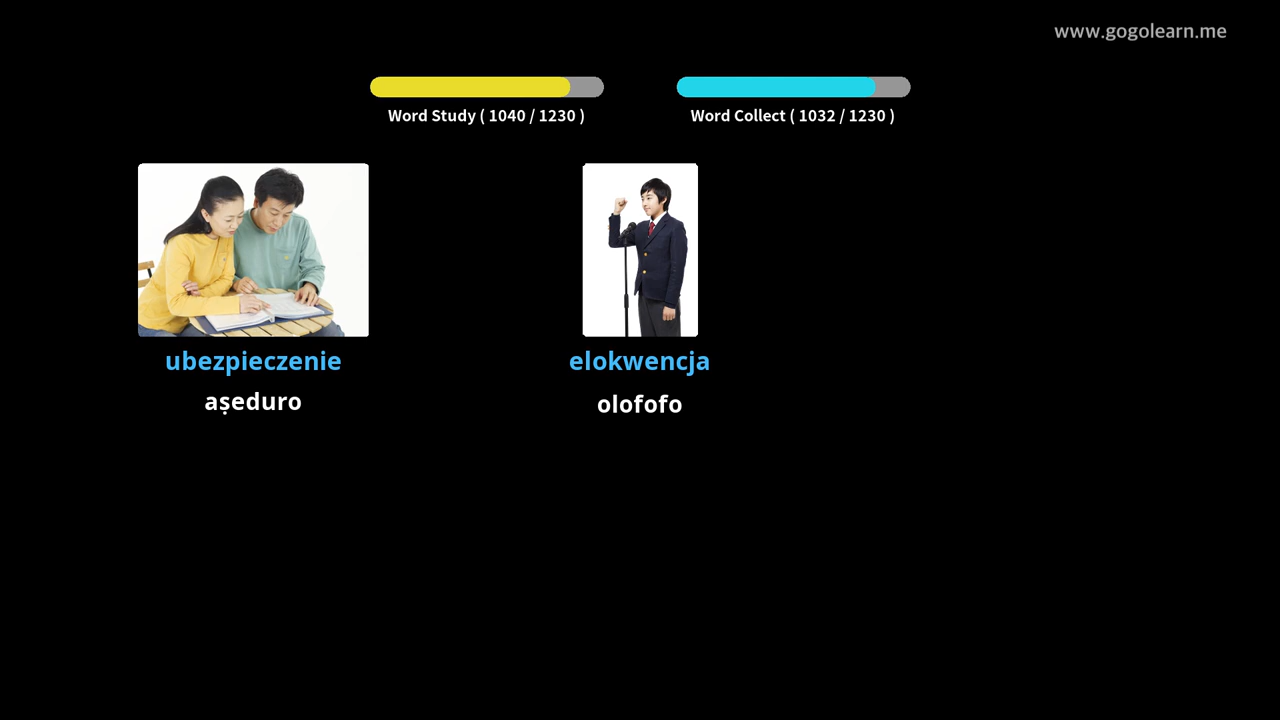 www.gogolearn.me
Word Study ( 1040 / 1230 )
Word Collect ( 1032 / 1230 )
ubezpieczenie
aṣeduro
elokwencja
olofofo